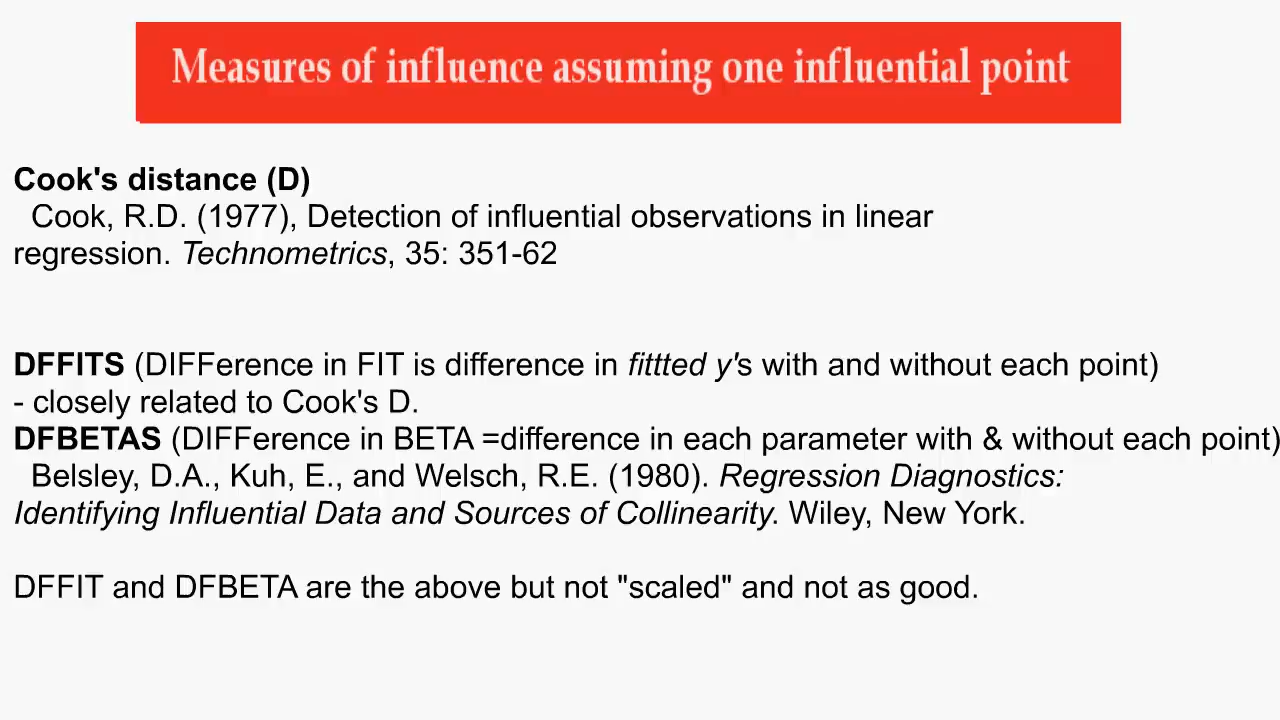 Measures of influence assuming one influential point
Cook's distance (D)
Cook, R.D. (1977), Detection of influential observations in linear
regression. Technometrics, 35: 351-62
DFFITS (DIFFerence in FIT is difference in fittted y's with and without each point)
- closely related to Cook's D.
DFBETAS (DIFFerence in BETA =difference in each parameter with & without each point)
Belsley, D.A., Kuh, E., and Welsch, R.E. (1980). Regression Diagnostics:
Identifying Influential Data and Sources of Collinearity. Wiley, New York.
DFFIT and DFBETA are the above but not "scaled" and not as good.